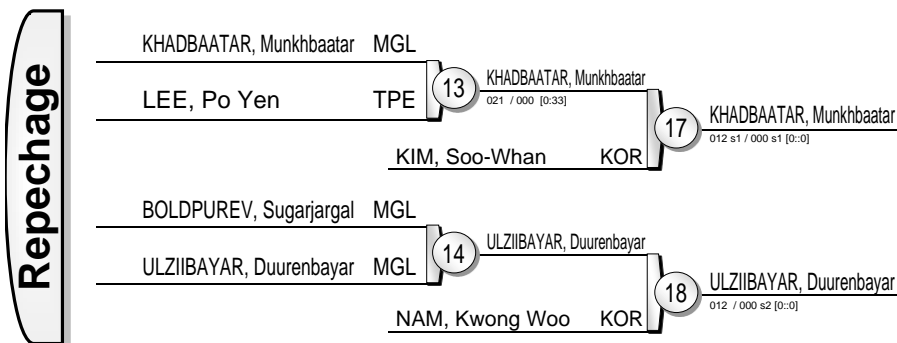 Repechage
KHADBAATAR, Munkhbaatar MGL
LEE, Po Yen TPE
13
KHADBAATAR, Munkhbaatar
021 / 000 [0:33]
KIM, Soo-Whan KOR
17
KHADBAATAR, Munkhbaatar
012 s1 / 000 s1 [0::0]
BOLDPUREV, Sugarjargal MGL
ULZIIBAYAR, Duurenbayar MGL
14
ULZIIBAYAR, Duurenbayar
NAM, Kwong Woo KOR
18
ULZIIBAYAR, Duurenbayar
012 / 000 s2 [0::0]